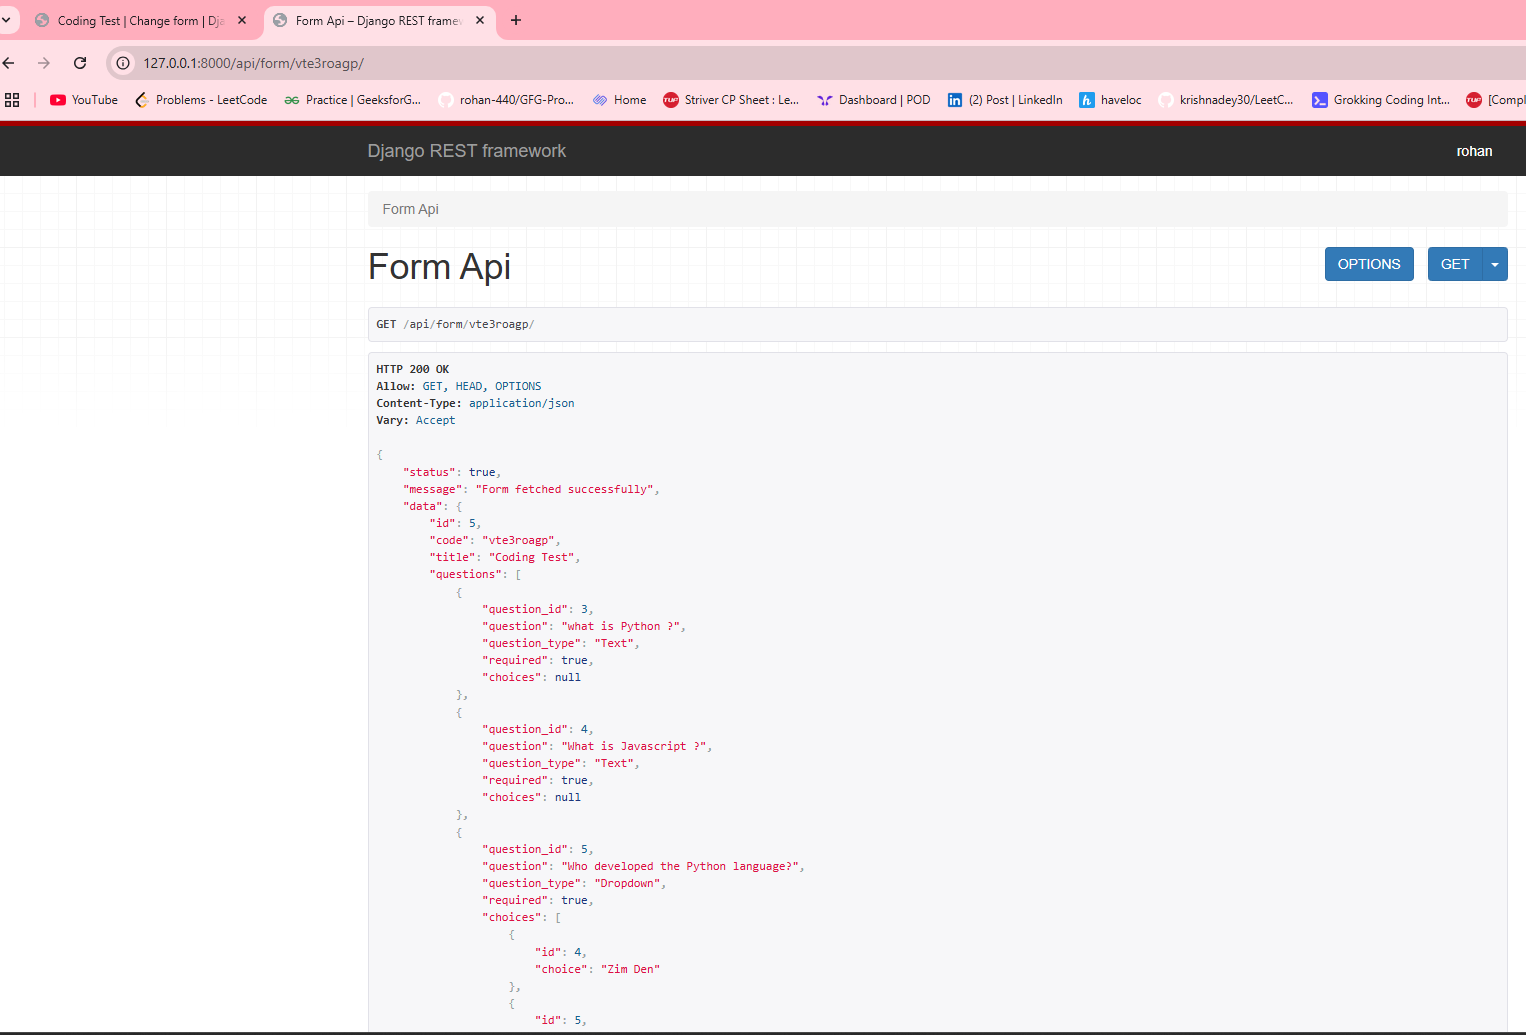 Coding Test | Change form | Dja
Form Api – Django REST framew
127.0.0.1:8000/api/form/vte3roagp/
YouTube
Problems - LeetCode
Practice | GeeksforG...
rohan-440/GFG-Pro...
Home
Striver CP Sheet : Le...
Dashboard | POD
(2) Post | LinkedIn
haveloc
krishnadey30/LeetC...
Grokking Coding Int...
[Compl
Django REST framework
rohan
Form Api
Form Api
OPTIONS
GET
GET /api/form/vte3roagp/
HTTP 200 OK
Allow: GET, HEAD, OPTIONS
Content-Type: application/json
Vary: Accept
{
"status": true,
"message": "Form fetched successfully",
"data": {
"id": 5,
"code": "vte3roagp",
"title": "Coding Test",
"questions": [
{
"question_id": 3,
"question": "what is Python ?",
"question_type": "Text",
"required": true,
"choices": null
},
{
"question_id": 4,
"question": "What is Javascript ?",
"question_type": "Text",
"required": true,
"choices": null
},
{
"question_id": 5,
"question": "Who developed the Python language?",
"question_type": "Dropdown",
"required": true,
"choices": [
{
"id": 4,
"choice": "Zim Den"
},
{
"id": 5,